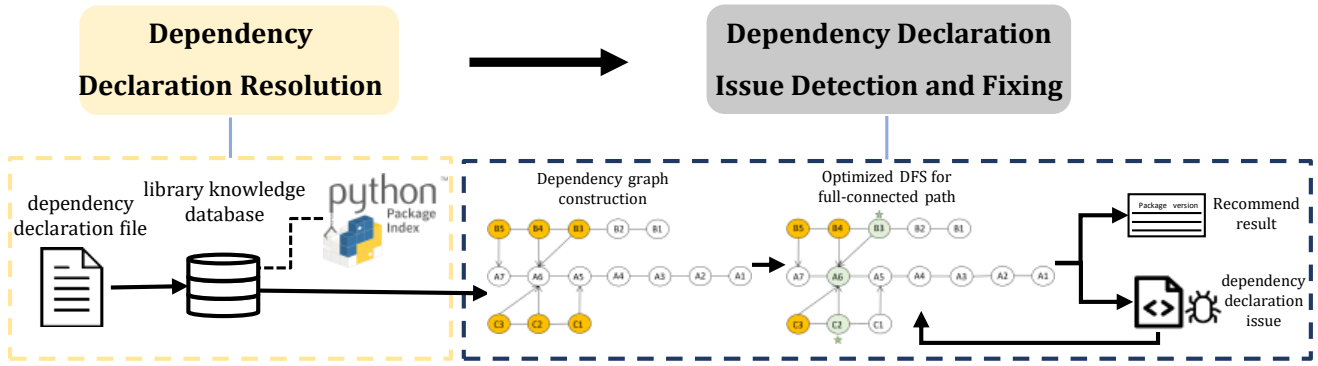 Dependency
Declaration Resolution
Dependency Declaration
Issue Detection and Fixing
dependency
declaration file
library knowledge
database
python™
Package
Index
Dependency graph
construction
B5 B4 B3 B2 B1
A7 A6 A5 A4 A3 A2 A1
C3 C2 C1
Optimized DFS for
full-connected path
B5 B4 B3 B2 B1
A7 A6 A5 A4 A3 A2 A1
C3 C2 C1
Package version
Recommend
result
<>
dependency
declaration
issue